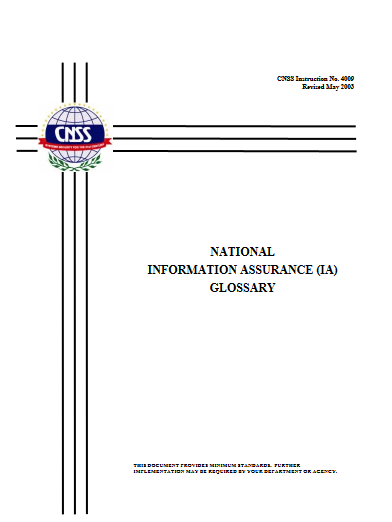 CNSS Instruction No. 4009
Revised May 2003
CNSS
NATIONAL
INFORMATION ASSURANCE (IA)
GLOSSARY
THIS DOCUMENT PROVIDES MINIMUM STANDARDS. FURTHER
IMPLEMENTATION MAY BE REQUIRED BY YOUR DEPARTMENT OR AGENCY.